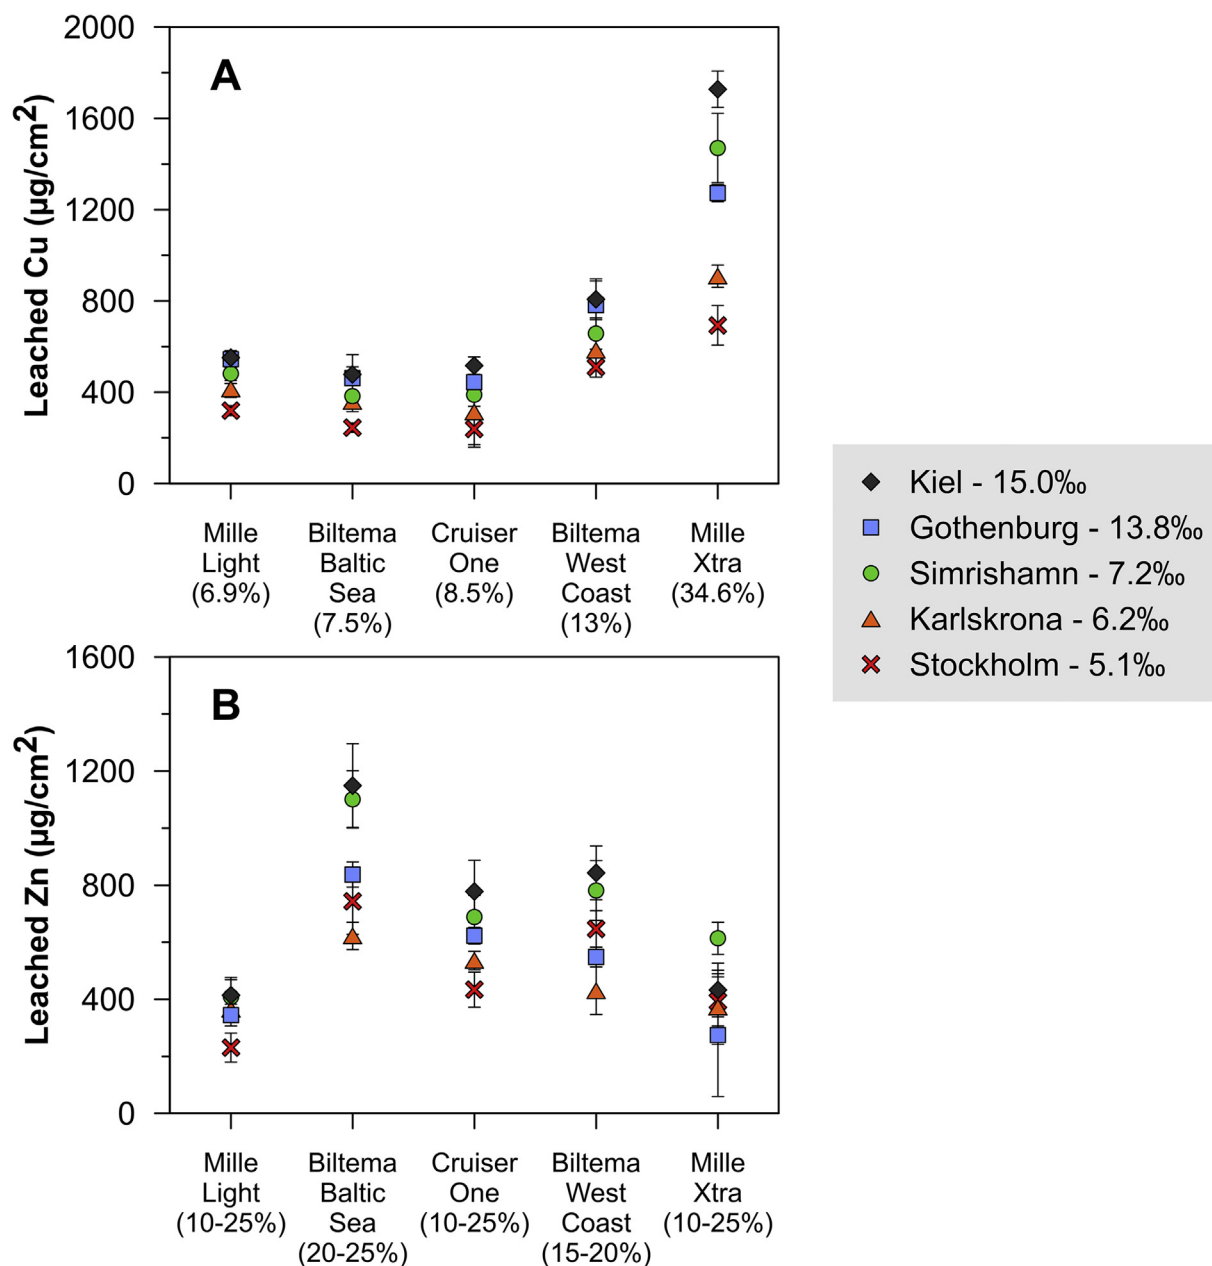 A
Leached Cu (µg/cm²)
2000
1600
1200
800
400
0
Mille Light (6.9%)
Biltema Baltic Sea (7.5%)
Cruiser One (8.5%)
Biltema West Coast (13%)
Mille Xtra (34.6%)
Kiel - 15.0‰
Gothenburg - 13.8‰
Simrishamn - 7.2‰
Karlskrona - 6.2‰
Stockholm - 5.1‰
B
Leached Zn (µg/cm²)
1600
1200
800
400
0
Mille Light (10-25%)
Biltema Baltic Sea (20-25%)
Cruiser One (10-25%)
Biltema West Coast (15-20%)
Mille Xtra (10-25%)